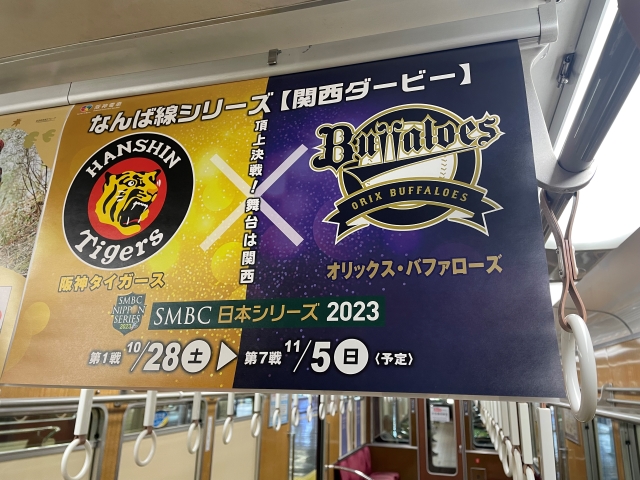 阪神電車
なんば線シリーズ【関西ダービー】
頂上決戦！舞台は関西
HANSHIN
Tigers
阪神タイガース
Buffaloes
ORIX BUFFALOES
オリックス・バファローズ
SMBC
NIPPON
SERIES
2023
SMBC 日本シリーズ 2023
第1戦 10/28土▶第7戦 11/5日〈予定〉